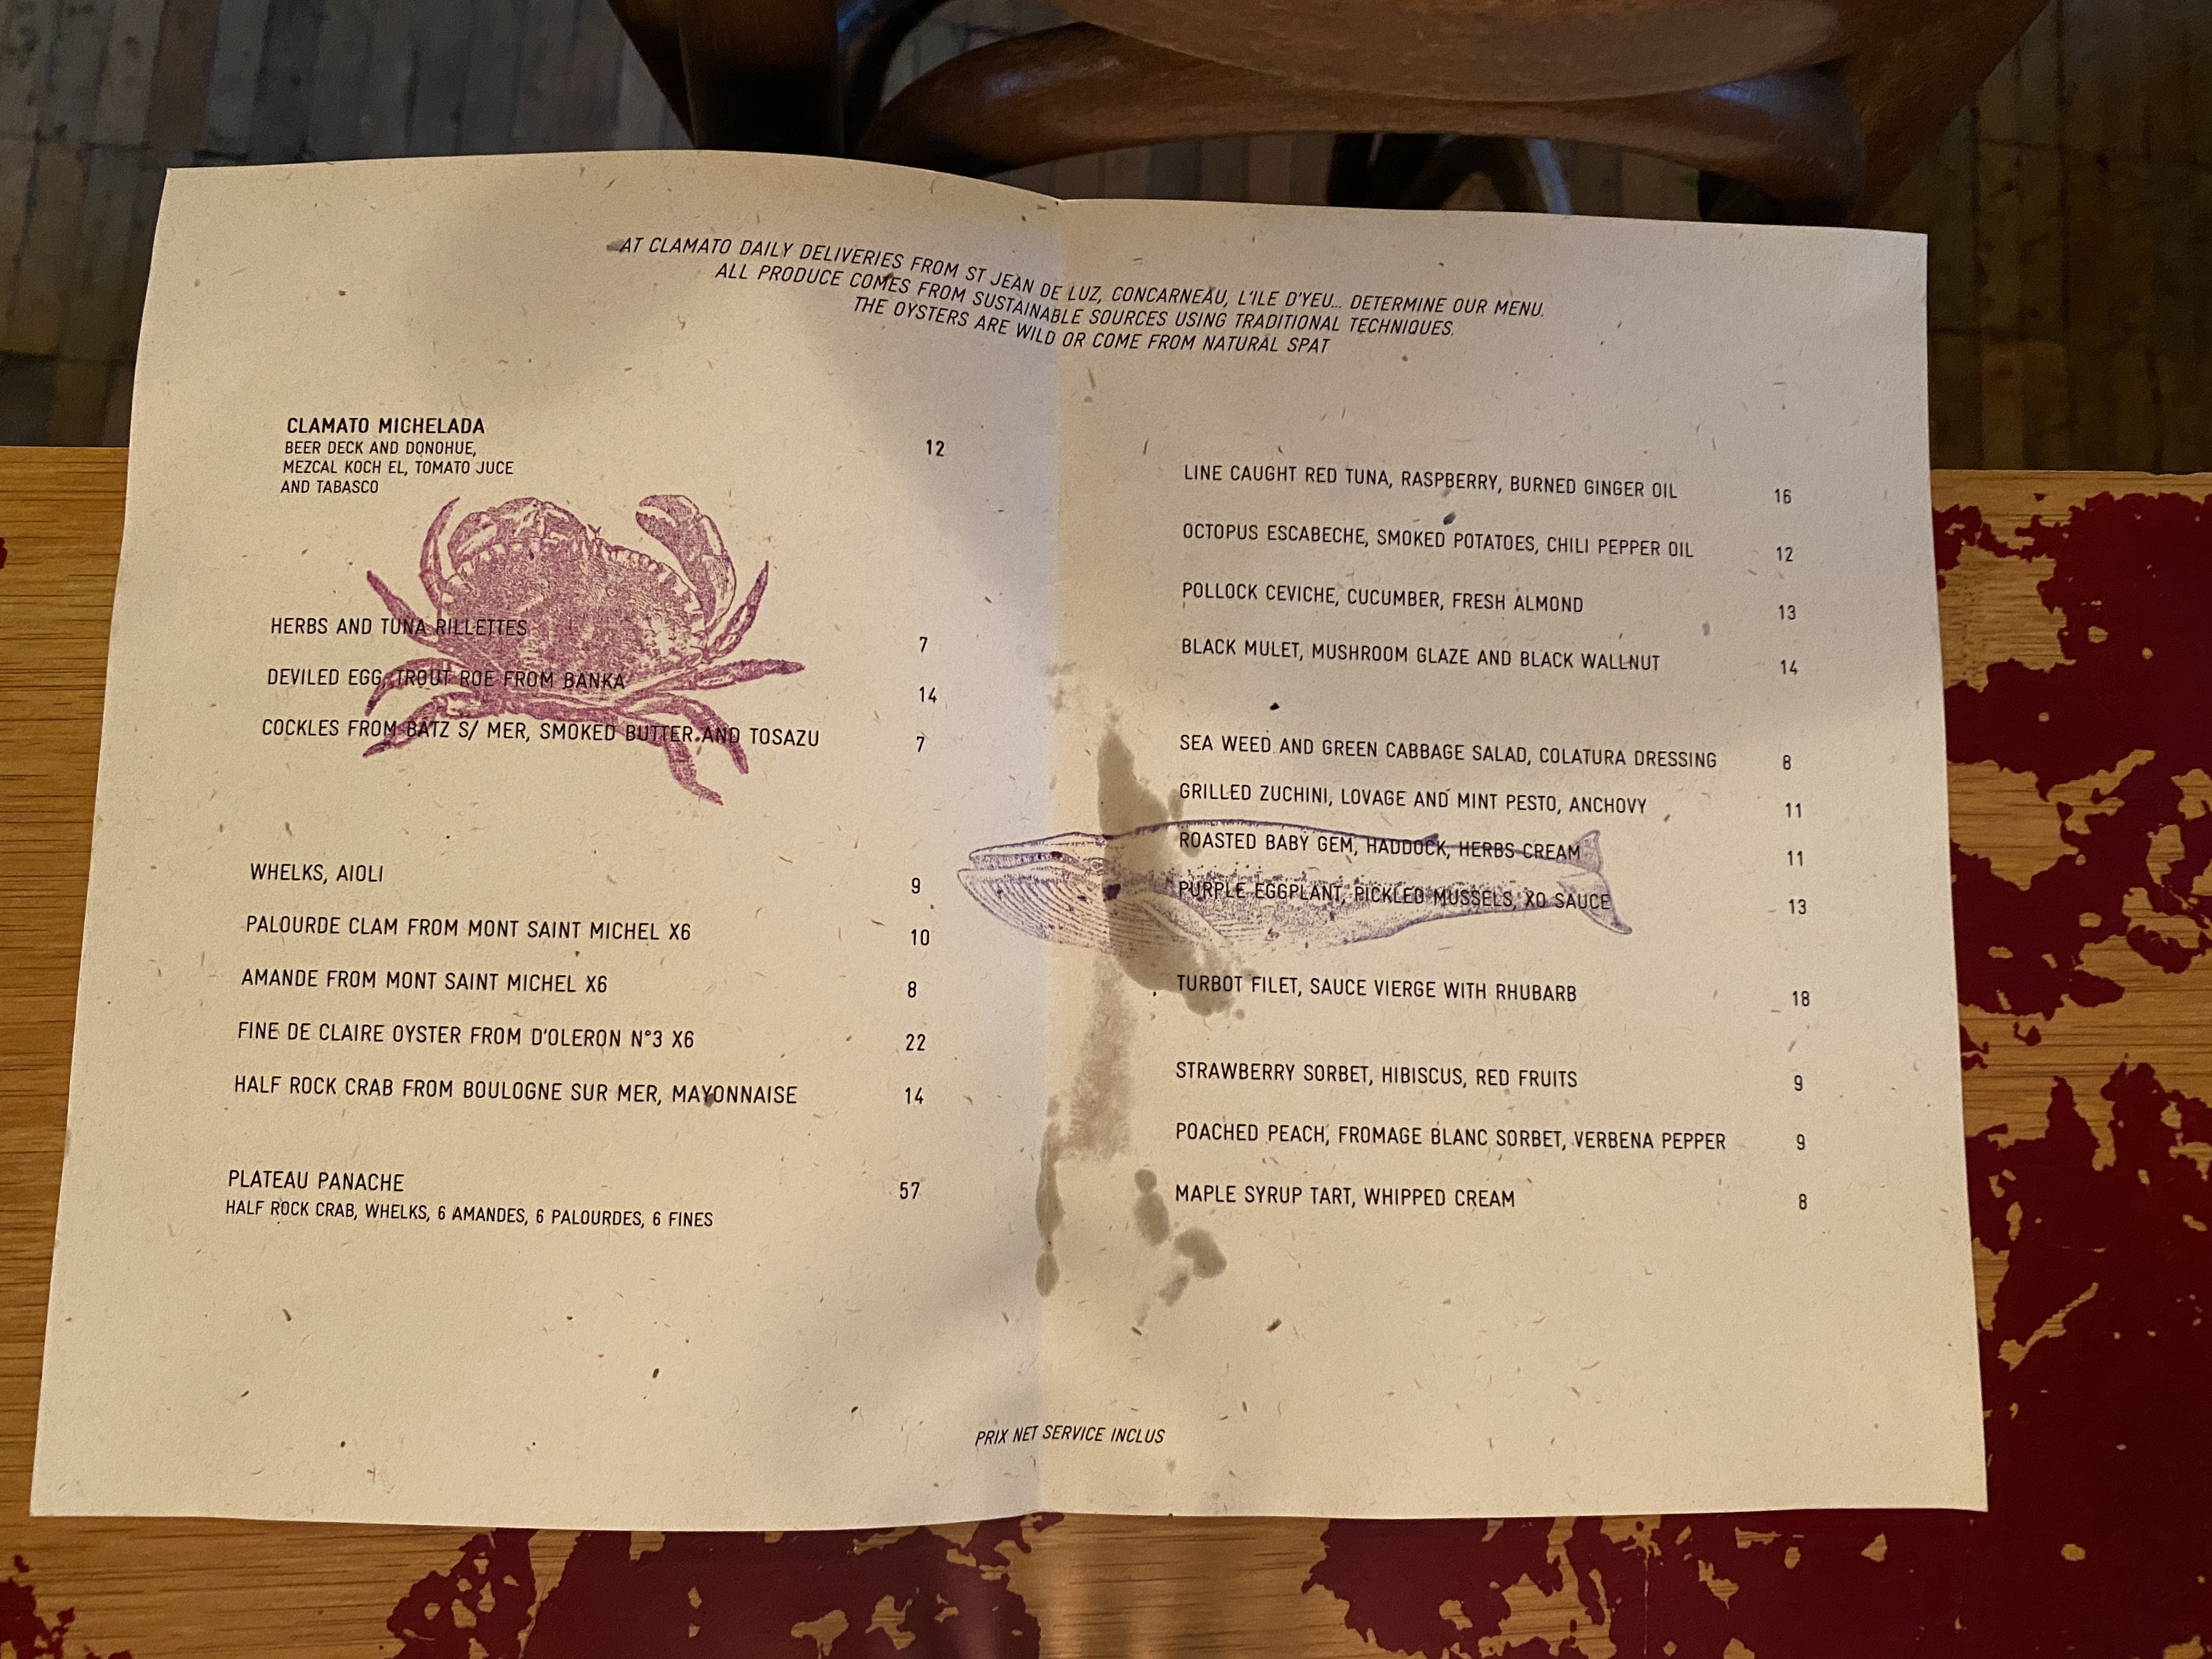 AT CLAMATO DAILY DELIVERIES FROM ST JEAN DE LUZ, CONCARNEAU, L'ILE D'YEU... DETERMINE OUR MENU.
ALL PRODUCE COMES FROM SUSTAINABLE SOURCES USING TRADITIONAL TECHNIQUES.
THE OYSTERS ARE WILD OR COME FROM NATURAL SPAT
CLAMATO MICHELADA
BEER DECK AND DONOHUE, 12
MEZCAL KOCH EL, TOMATO JUCE
AND TABASCO
HERBS AND TUNA RILLETTES 7
DEVILED EGG, TROUT ROE FROM BANKA 14
COCKLES FROM BATZ S/ MER, SMOKED BUTTER AND TOSAZU 7
WHELKS, AIOLI 9
PALOURDE CLAM FROM MONT SAINT MICHEL X6 10
AMANDE FROM MONT SAINT MICHEL X6 8
FINE DE CLAIRE OYSTER FROM D'OLERON N°3 X6 22
HALF ROCK CRAB FROM BOULOGNE SUR MER, MAYONNAISE 14
PLATEAU PANACHE 57
HALF ROCK CRAB, WHELKS, 6 AMANDES, 6 PALOURDES, 6 FINES
LINE CAUGHT RED TUNA, RASPBERRY, BURNED GINGER OIL 16
OCTOPUS ESCABECHE, SMOKED POTATOES, CHILI PEPPER OIL 12
POLLOCK CEVICHE, CUCUMBER, FRESH ALMOND 13
BLACK MULET, MUSHROOM GLAZE AND BLACK WALLNUT 14
SEA WEED AND GREEN CABBAGE SALAD, COLATURA DRESSING 8
GRILLED ZUCHINI, LOVAGE AND MINT PESTO, ANCHOVY 11
ROASTED BABY GEM, HADDOCK, HERBS CREAM 11
PURPLE EGGPLANT, PICKLED MUSSELS, XO SAUCE 13
TURBOT FILET, SAUCE VIERGE WITH RHUBARB 18
STRAWBERRY SORBET, HIBISCUS, RED FRUITS 9
POACHED PEACH, FROMAGE BLANC SORBET, VERBENA PEPPER 9
MAPLE SYRUP TART, WHIPPED CREAM 8
PRIX NET SERVICE INCLUS